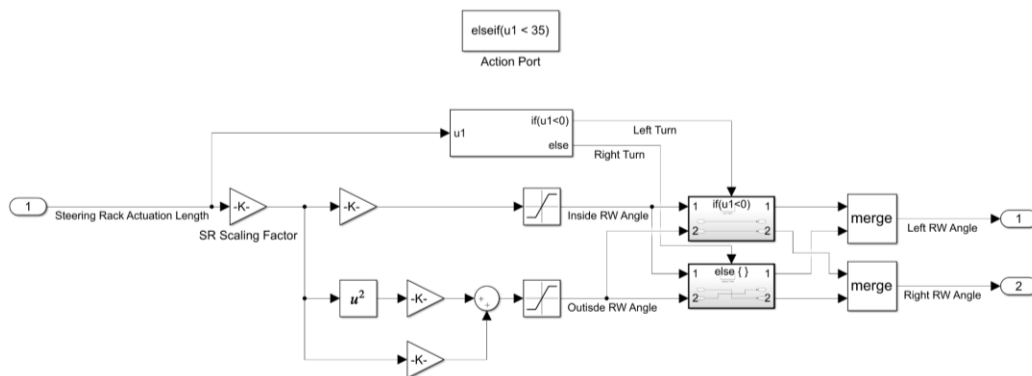 elseif(u1 < 35)
Action Port
u1
if(u1<0)
else
Left Turn
Right Turn
1
Steering Rack Actuation Length
-K-
SR Scaling Factor
-K-
Inside RW Angle
1
if(u1<0)
1
2
2
merge
Left RW Angle
1
u²
-K-
+
+
Outisde RW Angle
1
else { }
1
2
2
merge
Right RW Angle
2
-K-